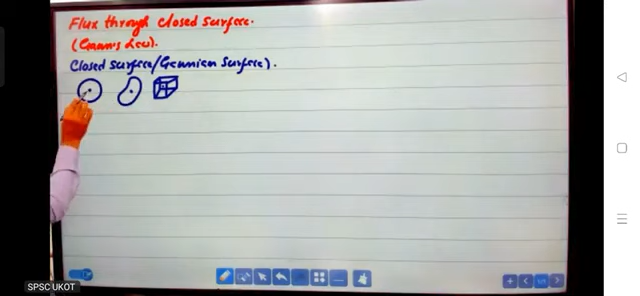 Flux through closed surface.
(Gauss's Law).
Closed surface/Gaussian Surface).
SPSC UKOT